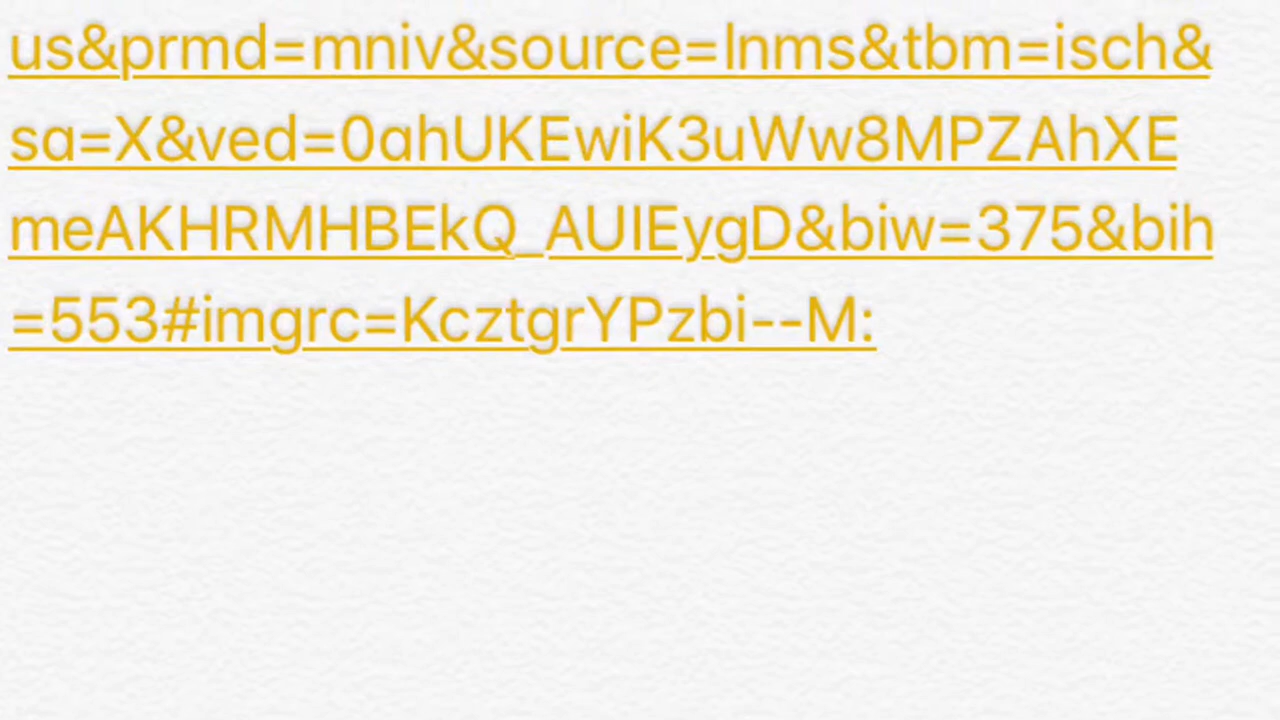 us&prmd=mniv&source=lnms&tbm=isch&
sa=X&ved=0ahUKEwiK3uWw8MPZAhXE
meAKHRMHBEkQ_AUIEygD&biw=375&bih
=553#imgrc=KcztgrYPzbi--M: